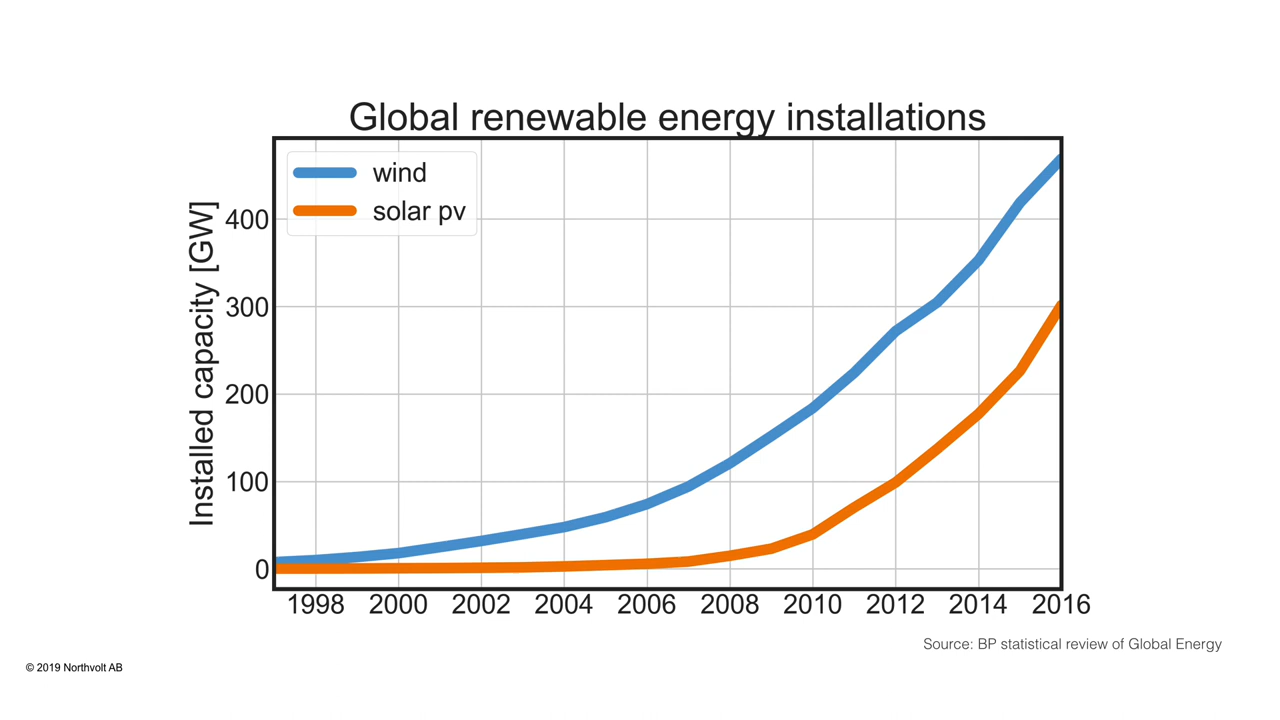 Global renewable energy installations
wind
solar pv
Installed capacity [GW]
400
300
200
100
0
1998 2000 2002 2004 2006 2008 2010 2012 2014 2016
Source: BP statistical review of Global Energy
© 2019 Northvolt AB